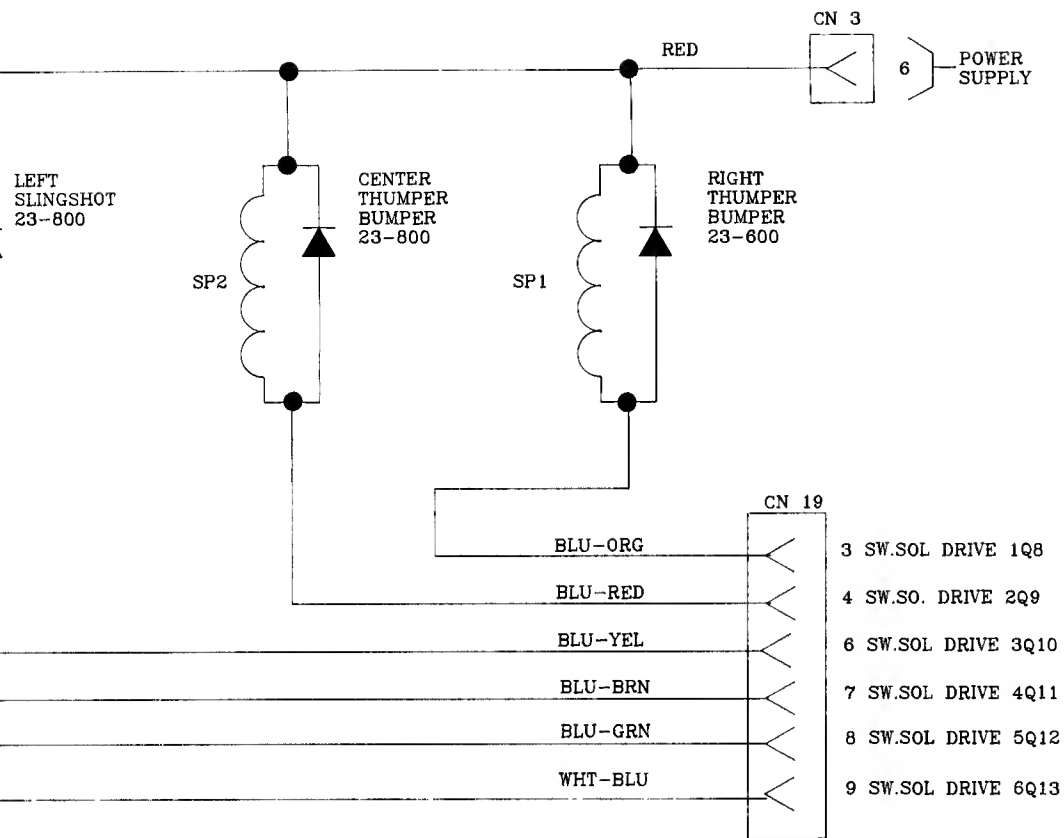 CN 3
RED
6
POWER
SUPPLY
LEFT
SLINGSHOT
23-800
CENTER
THUMPER
BUMPER
23-800
RIGHT
THUMPER
BUMPER
23-600
SP2
SP1
CN 19
BLU-ORG
3 SW.SOL DRIVE 1Q8
BLU-RED
4 SW.SO. DRIVE 2Q9
BLU-YEL
6 SW.SOL DRIVE 3Q10
BLU-BRN
7 SW.SOL DRIVE 4Q11
BLU-GRN
8 SW.SOL DRIVE 5Q12
WHT-BLU
9 SW.SOL DRIVE 6Q13